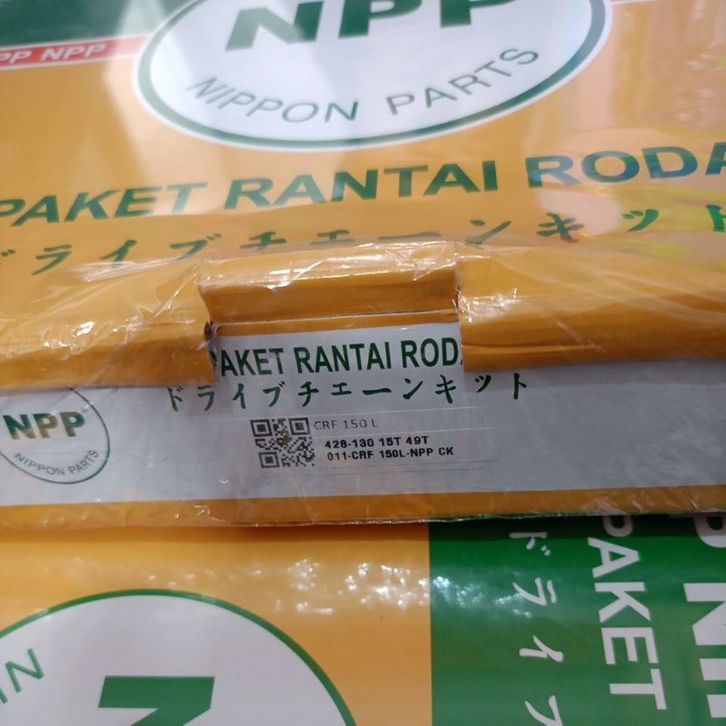 PP NPP
NPP
NIPPON PARTS
PAKET RANTAI RODA
ドライブチェーンキット
PAKET RANTAI RODA
ドライブチェーンキット
NPP
NIPPON PARTS
CRF 150 L
428-130 15T 49T
011-CRF 150L-NPP CK
PAKET
ドライブ
N